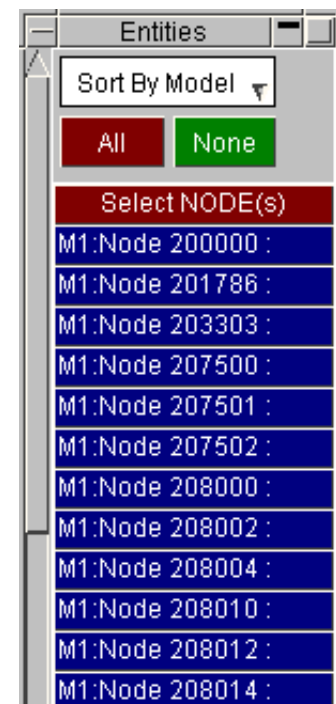 Entities
Sort By Model
All None
Select NODE(s)
M1:Node 200000 :
M1:Node 201786 :
M1:Node 203303 :
M1:Node 207500 :
M1:Node 207501 :
M1:Node 207502 :
M1:Node 208000 :
M1:Node 208002 :
M1:Node 208004 :
M1:Node 208010 :
M1:Node 208012 :
M1:Node 208014 :